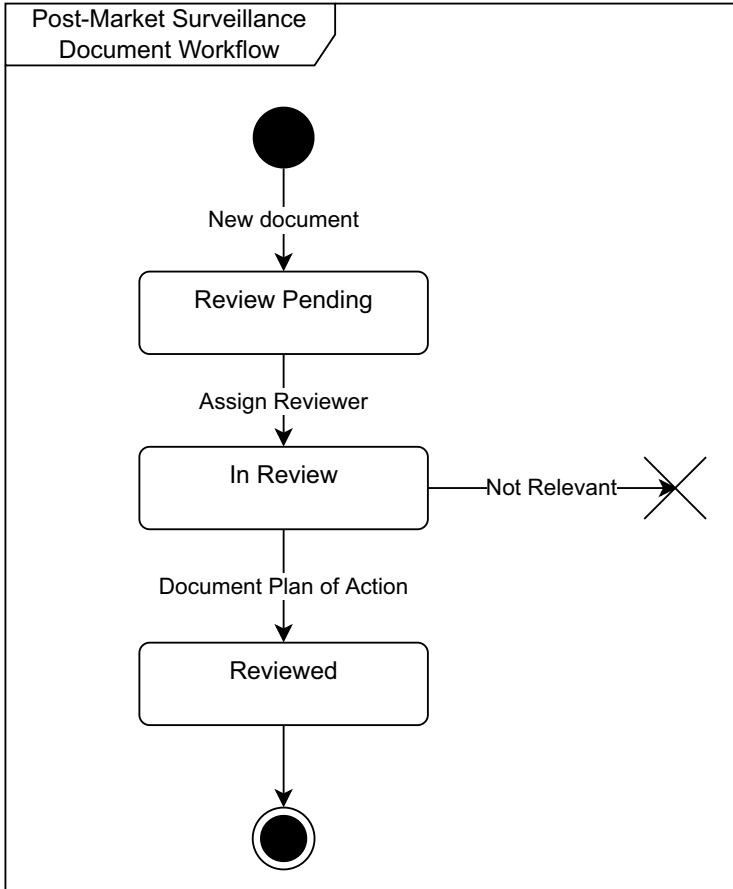 Post-Market Surveillance
Document Workflow
New document
Review Pending
Assign Reviewer
In Review
Not Relevant
Document Plan of Action
Reviewed